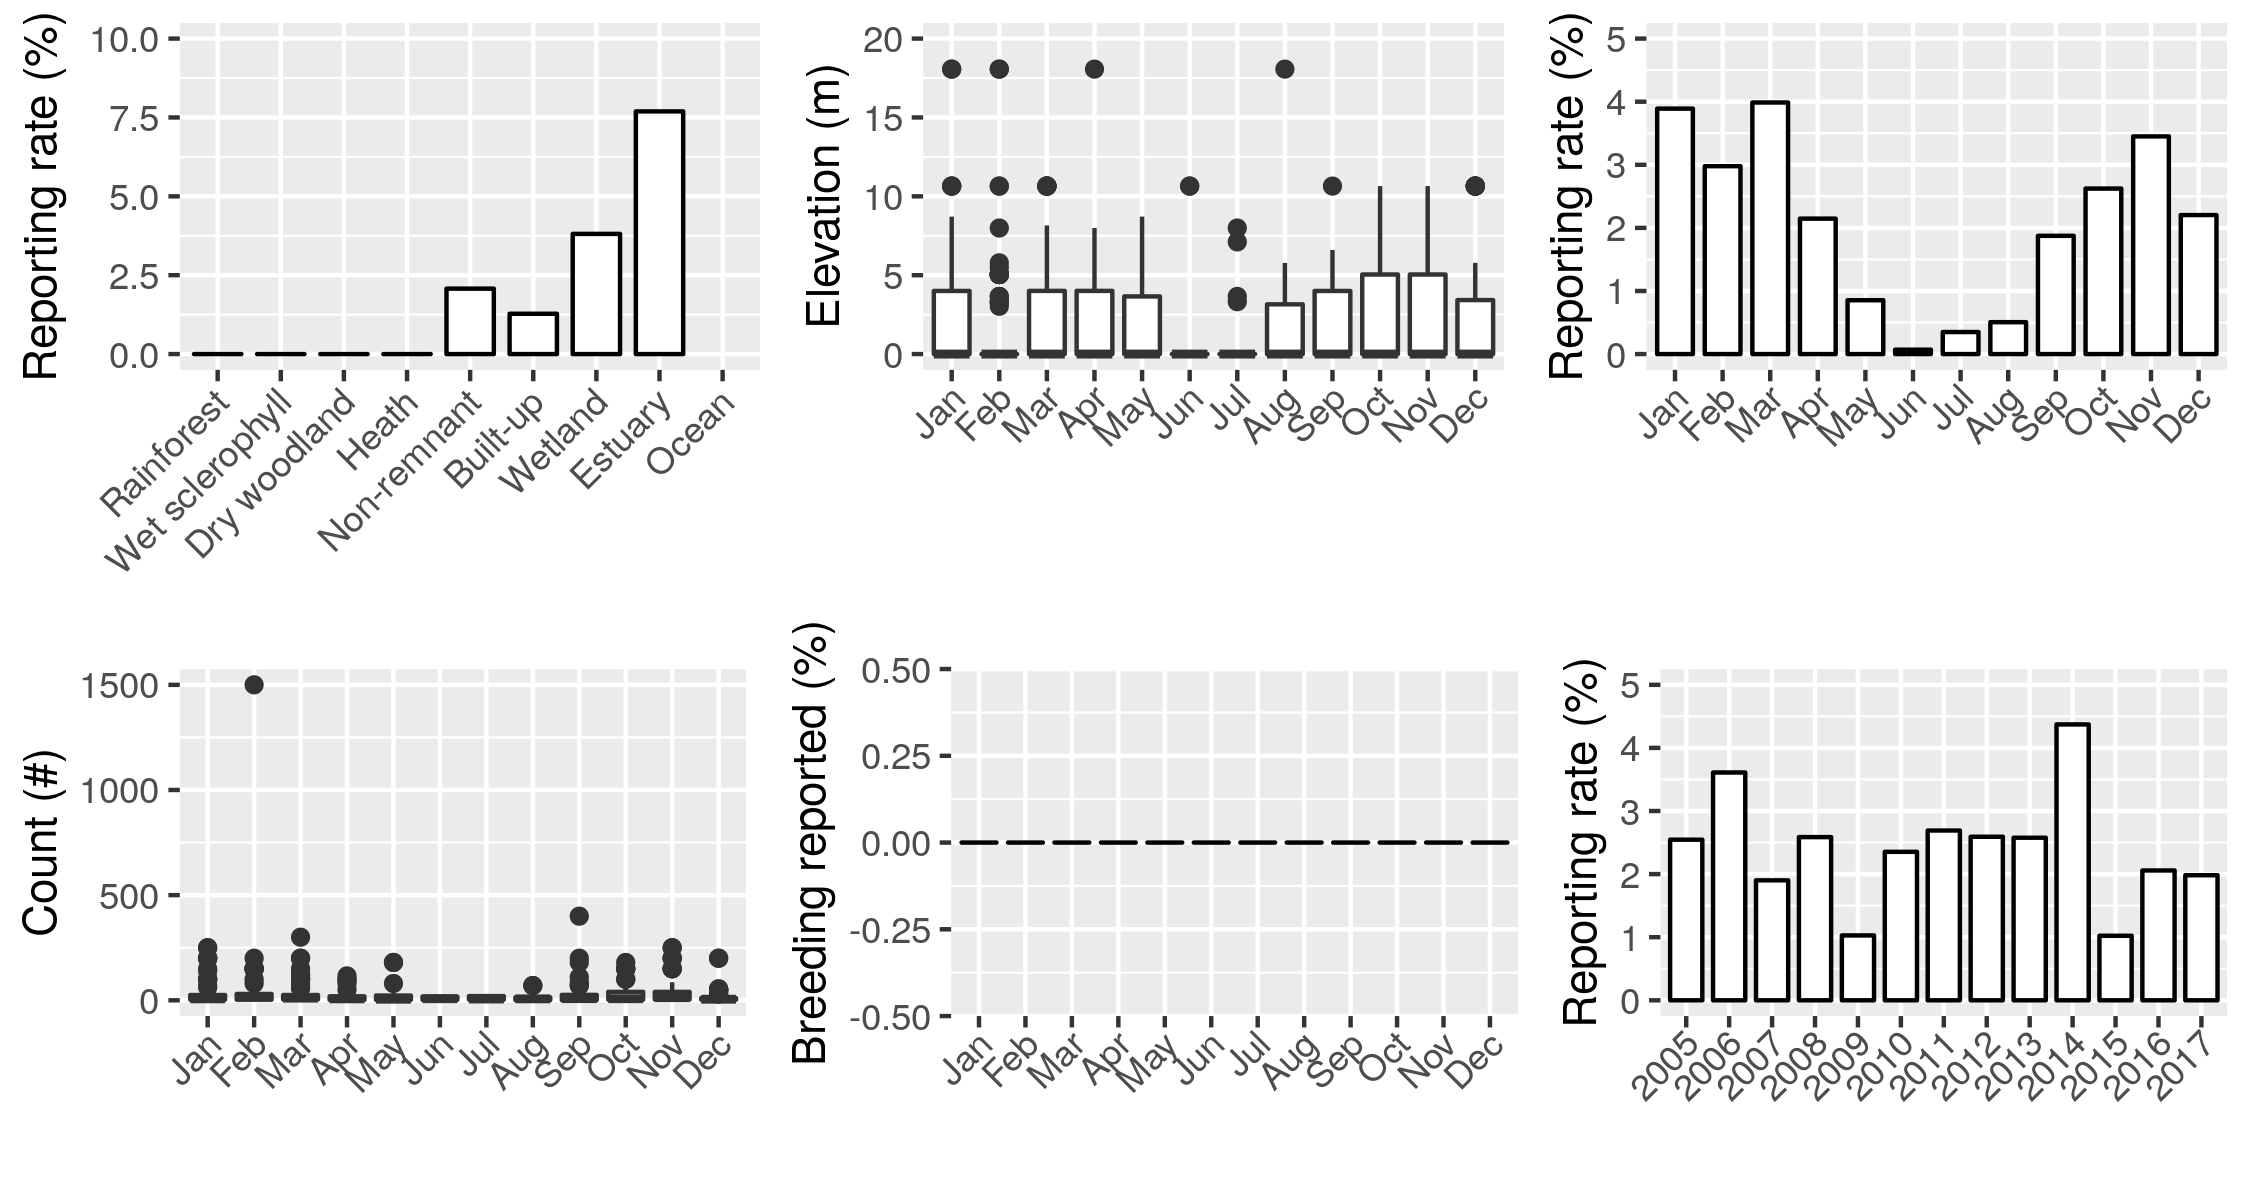 Reporting rate (%)
10.0
7.5
5.0
2.5
0.0
Rainforest
Wet sclerophyll
Dry woodland
Heath
Non-remnant
Built-up
Wetland
Estuary
Ocean
Elevation (m)
20
15
10
5
0
Jan
Feb
Mar
Apr
May
Jun
Jul
Aug
Sep
Oct
Nov
Dec
Reporting rate (%)
5
4
3
2
1
0
Jan
Feb
Mar
Apr
May
Jun
Jul
Aug
Sep
Oct
Nov
Dec
Count (#)
1500
1000
500
0
Jan
Feb
Mar
Apr
May
Jun
Jul
Aug
Sep
Oct
Nov
Dec
Breeding reported (%)
0.50
0.25
0.00
-0.25
-0.50
Jan
Feb
Mar
Apr
May
Jun
Jul
Aug
Sep
Oct
Nov
Dec
Reporting rate (%)
5
4
3
2
1
0
2005
2006
2007
2008
2009
2010
2011
2012
2013
2014
2015
2016
2017